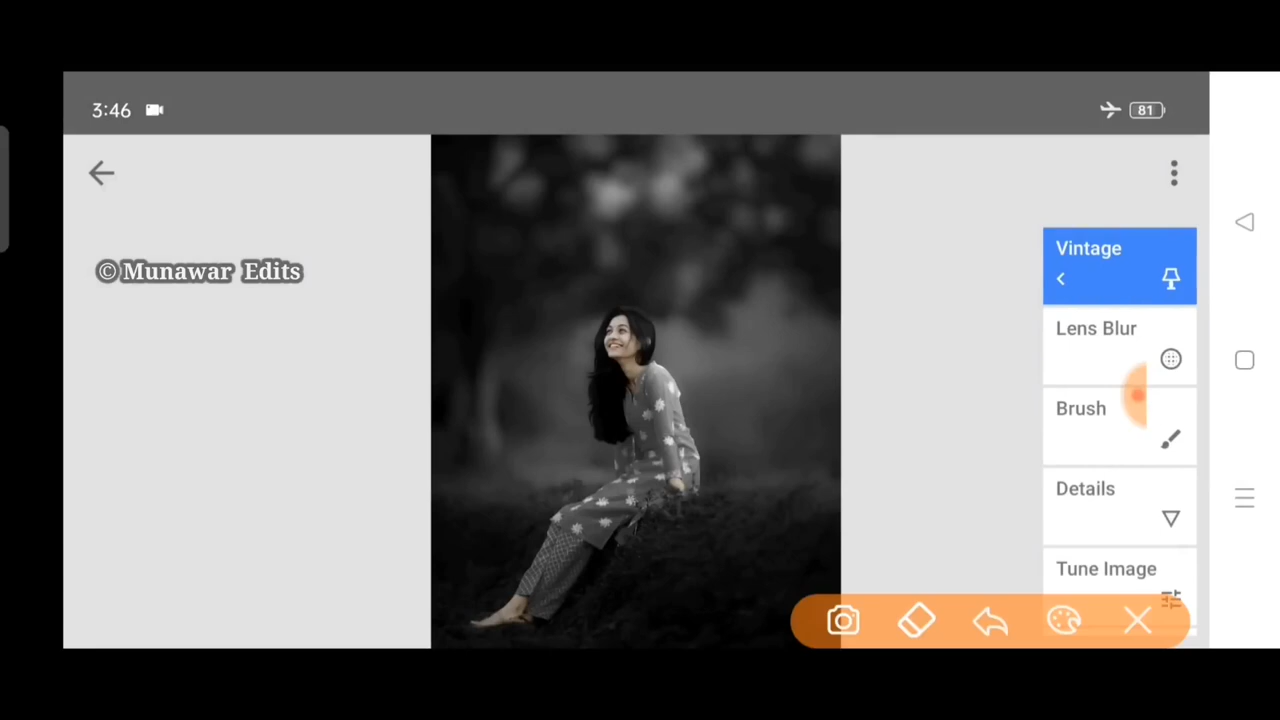 3:46
81
© Munawar Edits
Vintage
Lens Blur
Brush
Details
Tune Image